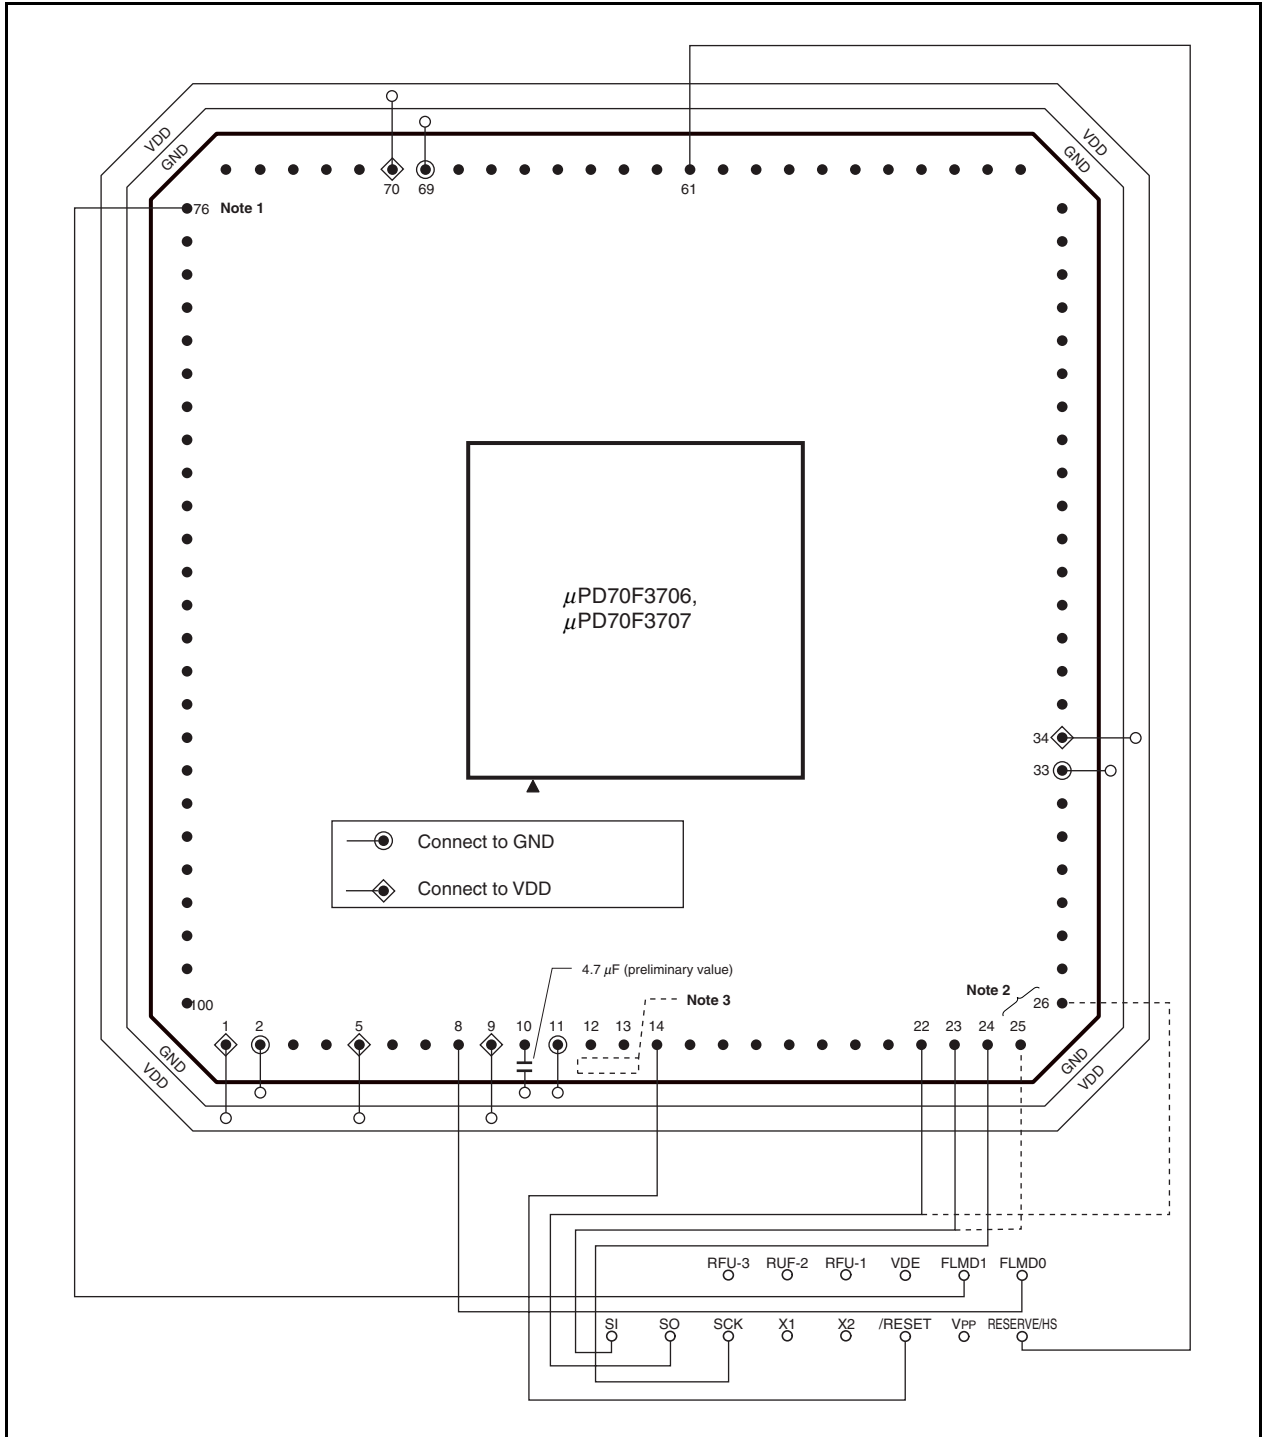 VDD
GND
VDD
GND
70
69
61
76 Note 1
μPD70F3706,
μPD70F3707
34
33
Connect to GND
Connect to VDD
4.7 μF (preliminary value)
Note 3
Note 2
26
100
1
2
5
8
9
10
11
12
13
14
22
23
24
25
GND
VDD
GND
VDD
RFU-3
RUF-2
RFU-1
VDE
FLMD1
FLMD0
SI
SO
SCK
X1
X2
/RESET
VPP
RESERVE/HS